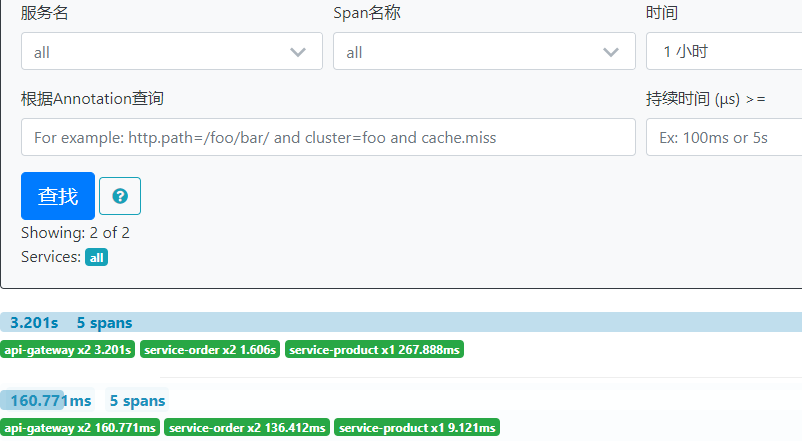 服务名 Span名称 时间
all all 1 小时
根据Annotation查询 持续时间 (μs) >=
For example: http.path=/foo/bar/ and cluster=foo and cache.miss Ex: 100ms or 5s
查找 ?
Showing: 2 of 2
Services: all
3.201s 5 spans
api-gateway x2 3.201s service-order x2 1.606s service-product x1 267.888ms
160.771ms 5 spans
api-gateway x2 160.771ms service-order x2 136.412ms service-product x1 9.121ms